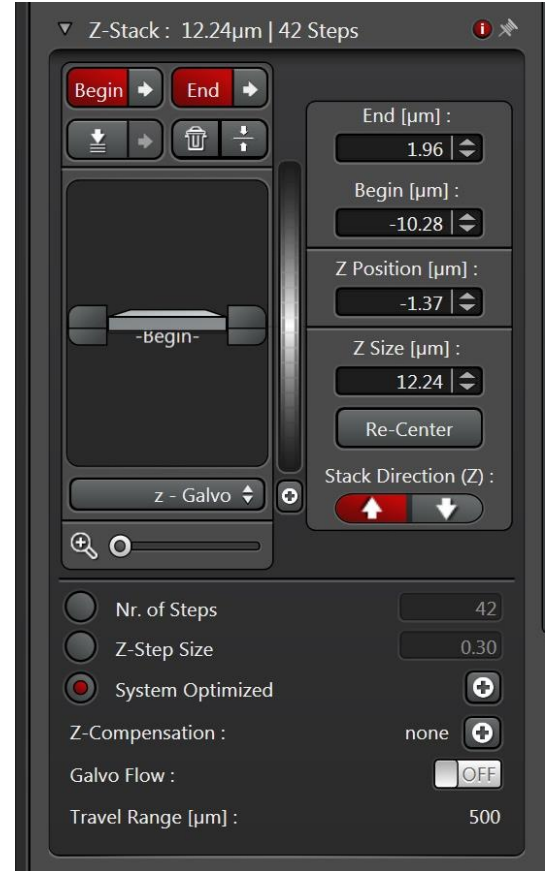 Z-Stack : 12.24µm | 42 Steps
Begin
End
End [µm] :
1.96
Begin [µm] :
-10.28
Z Position [µm] :
-1.37
-Begin-
Z Size [µm] :
12.24
Re-Center
z - Galvo
Stack Direction (Z) :
Nr. of Steps
42
Z-Step Size
0.30
System Optimized
Z-Compensation :
none
Galvo Flow :
OFF
Travel Range [µm] :
500